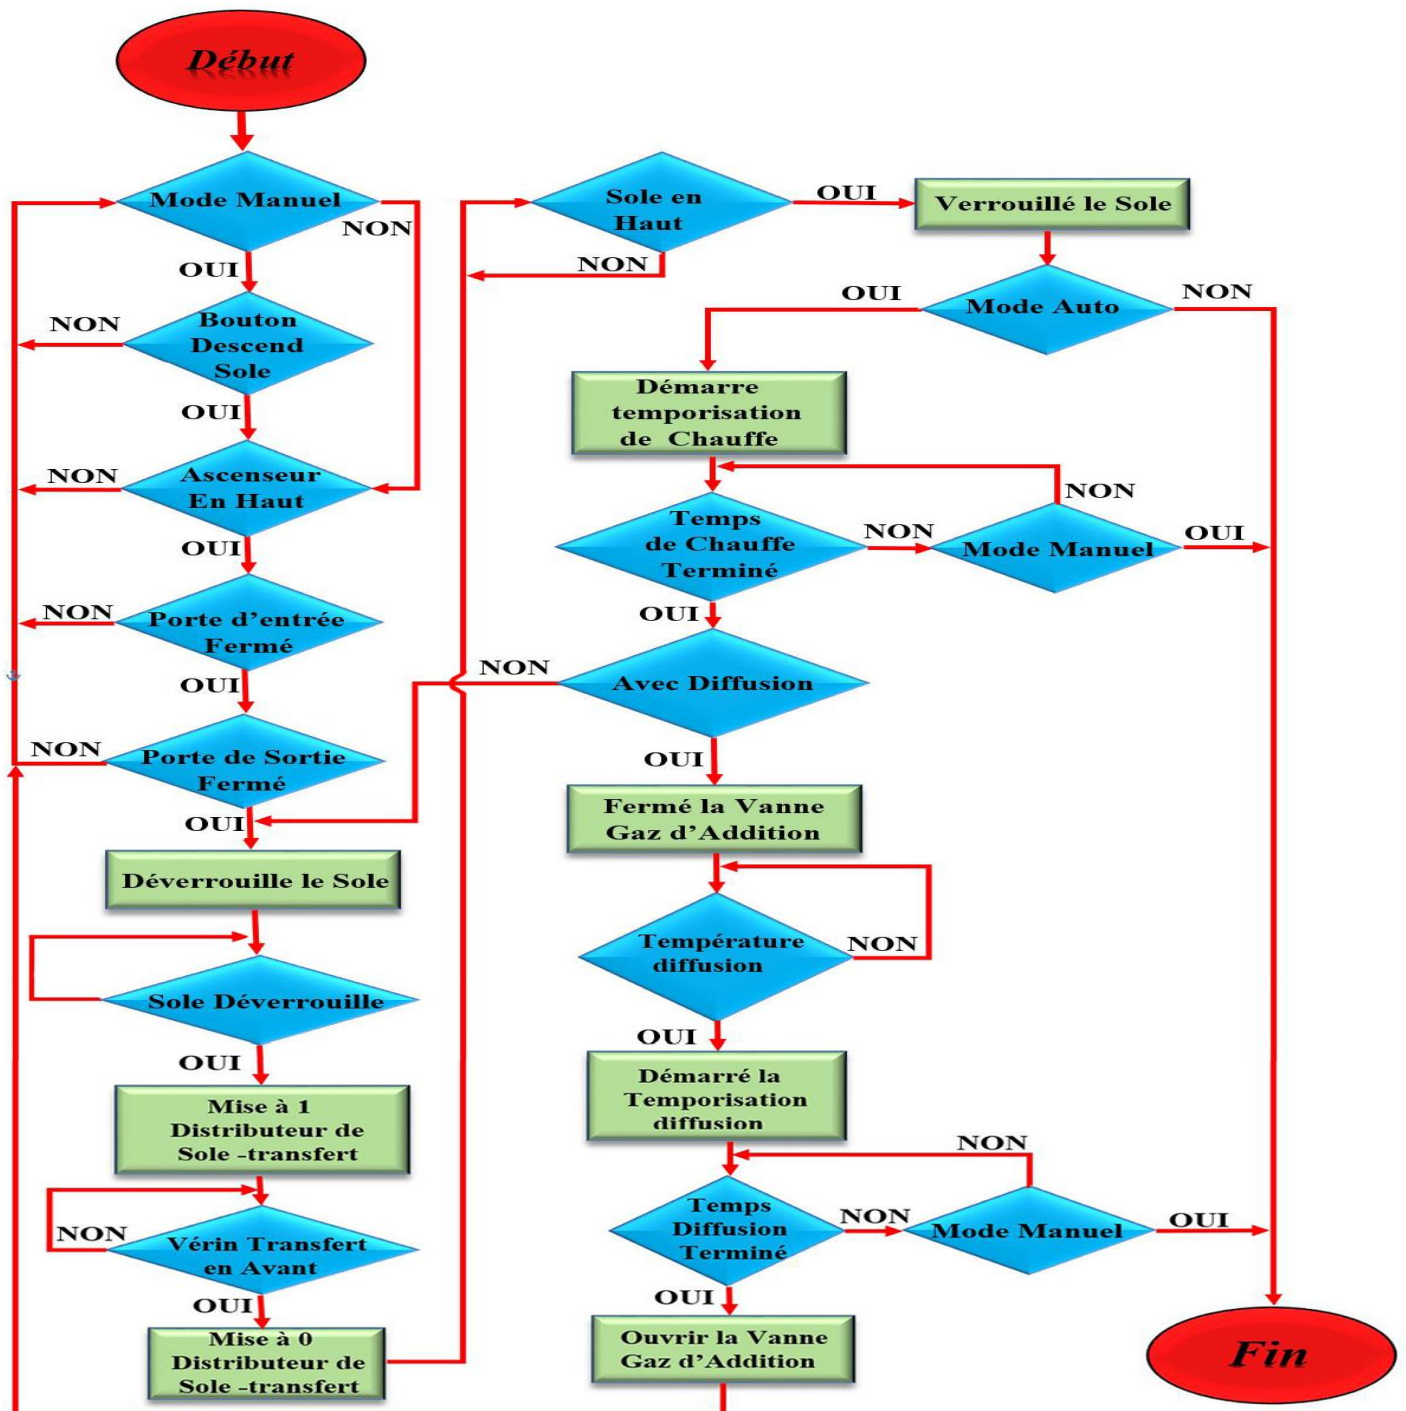 Début
Mode Manuel
NON
OUI
Bouton
Descend
Sole
NON
OUI
Ascenseur
En Haut
NON
OUI
Porte d'entrée
Fermé
NON
OUI
Porte de Sortie
Fermé
NON
OUI
Déverrouille le Sole
Sole Déverrouille
OUI
Mise à 1
Distributeur de
Sole -transfert
Vérin Transfert
en Avant
NON
OUI
Mise à 0
Distributeur de
Sole -transfert
Sole en
Haut
OUI
NON
Verrouillé le Sole
Mode Auto
OUI
NON
Démarre
temporisation
de Chauffe
Temps
de Chauffe
Terminé
NON
Mode Manuel
NON
OUI
OUI
Avec Diffusion
NON
OUI
Fermé la Vanne
Gaz d'Addition
Température
diffusion
NON
OUI
Démarré la
Temporisation
diffusion
Temps
Diffusion
Terminé
NON
Mode Manuel
NON
OUI
OUI
Ouvrir la Vanne
Gaz d'Addition
Fin